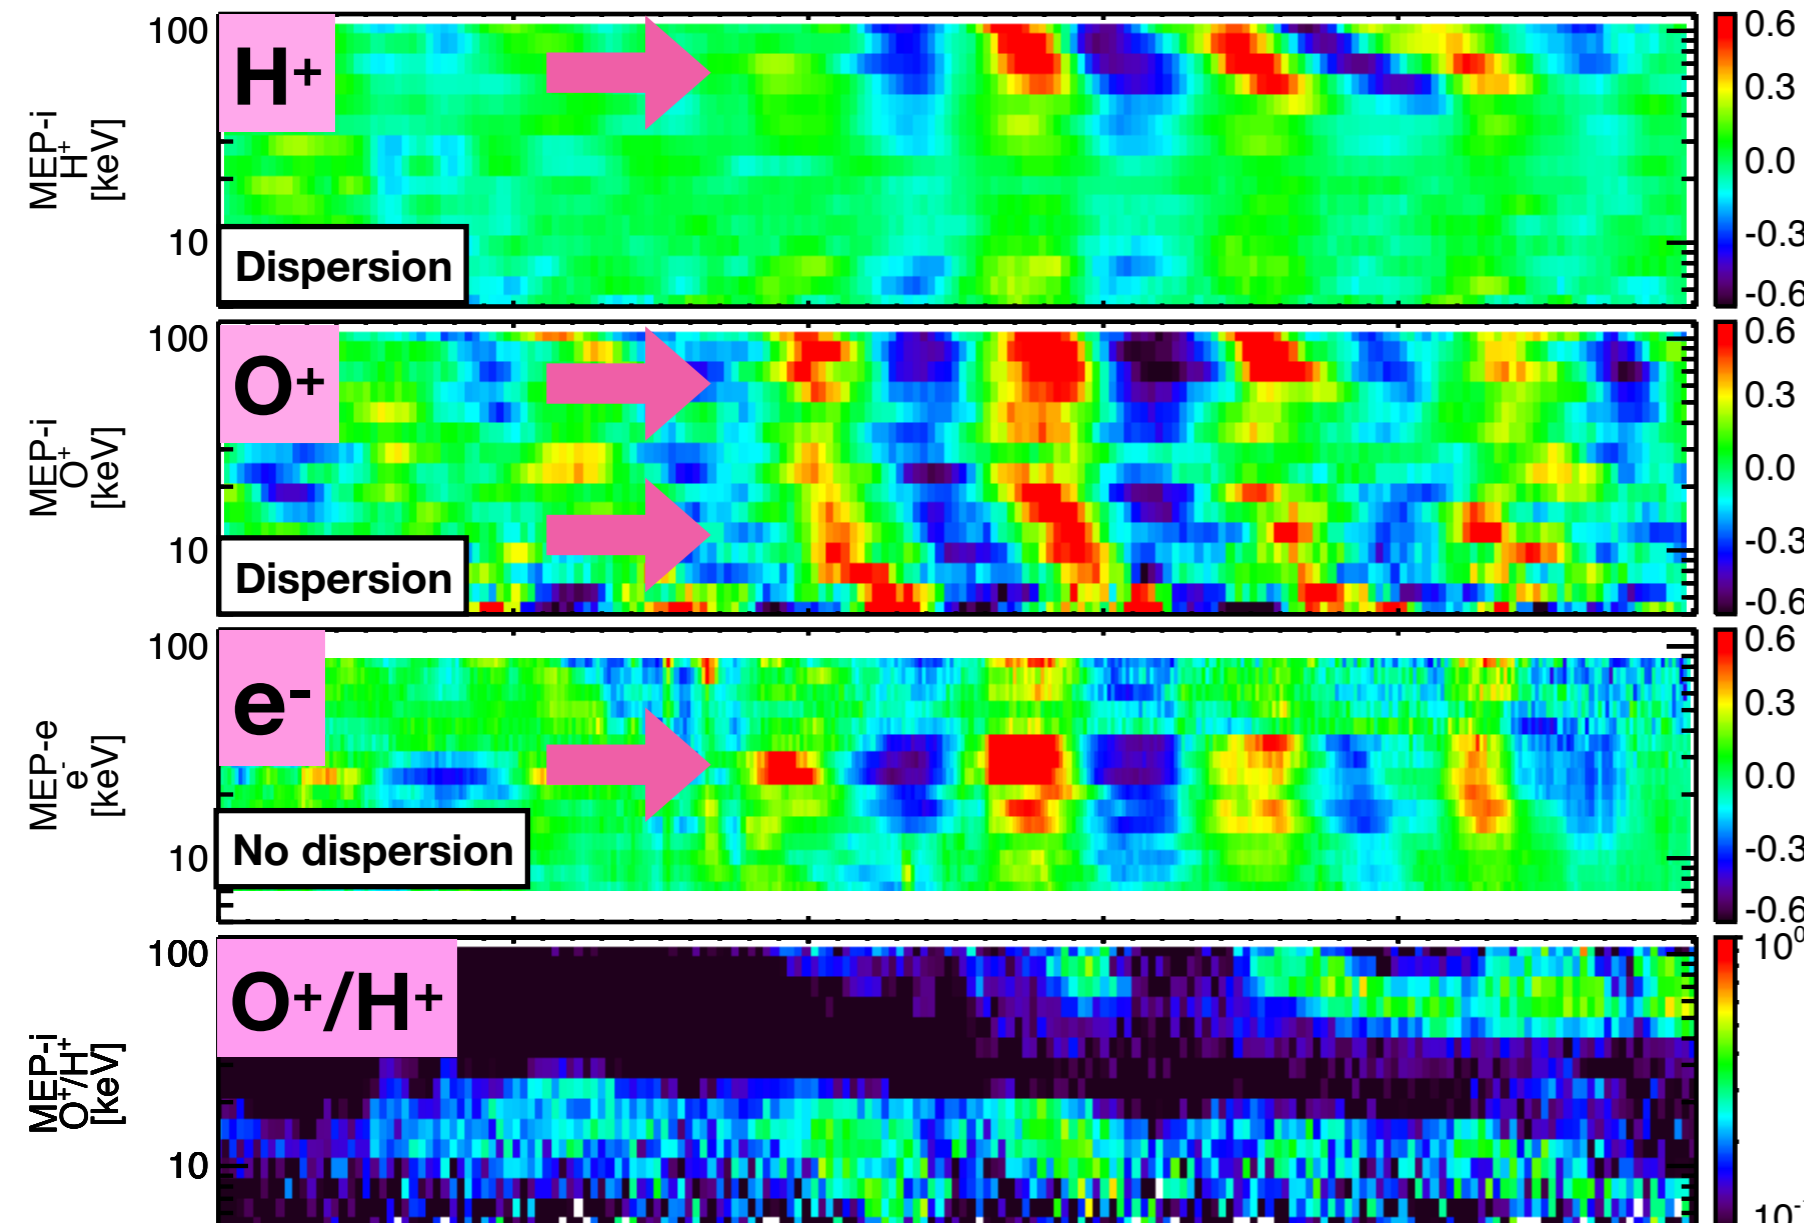 H+
MEP-i
H+
[keV]
100
10
Dispersion
0.6
0.3
0.0
-0.3
-0.6
O+
MEP-i
O+
[keV]
100
10
Dispersion
0.6
0.3
0.0
-0.3
-0.6
e-
MEP-e
e-
[keV]
100
10
No dispersion
0.6
0.3
0.0
-0.3
-0.6
O+/H+
MEP-i
O+/H+
[keV]
100
10
10⁰